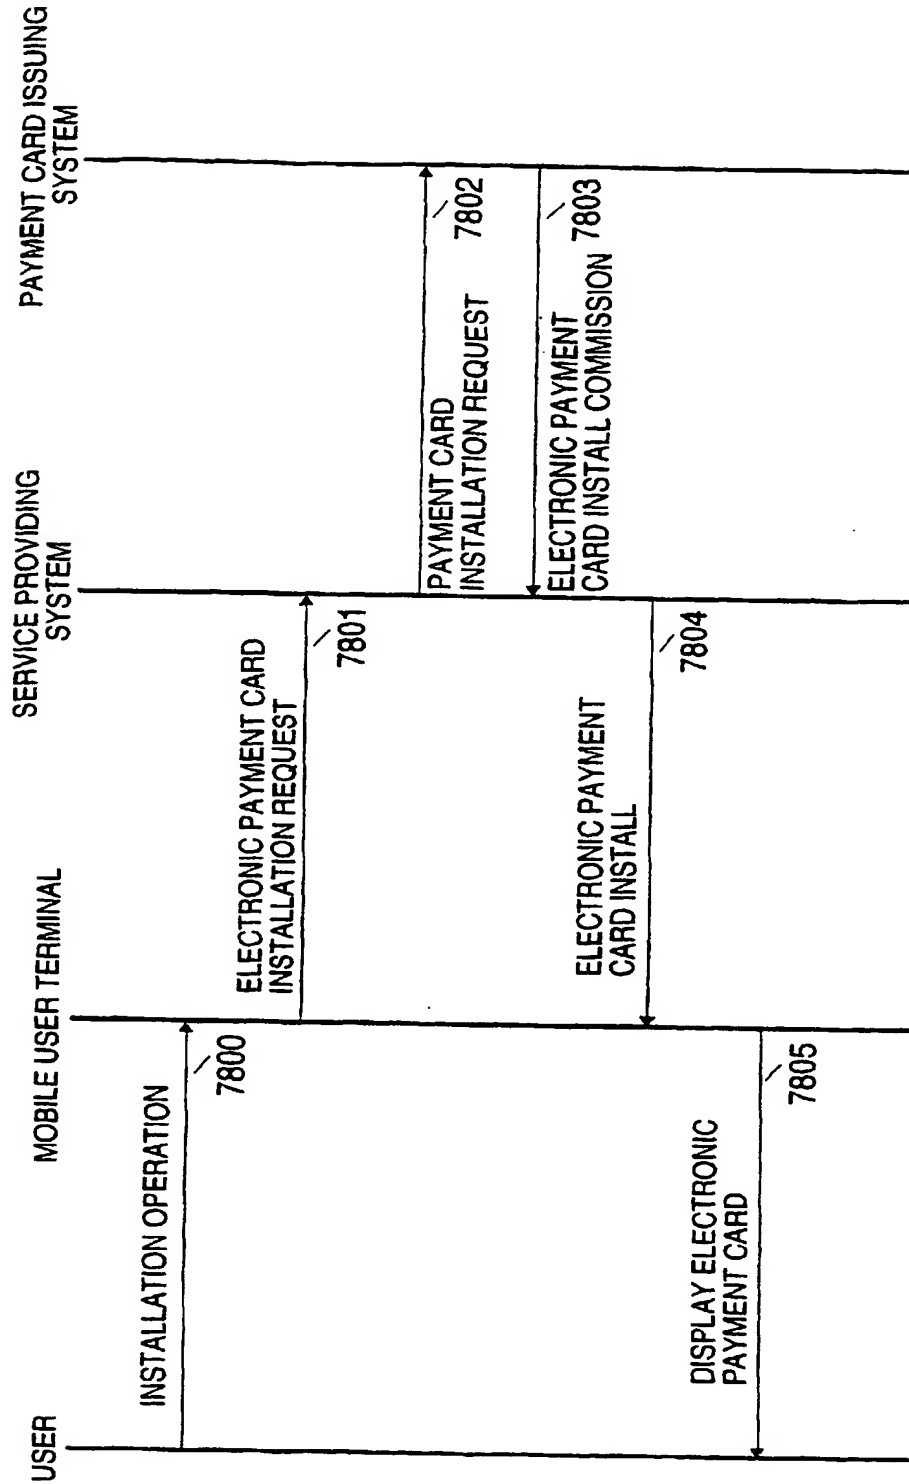 USER
MOBILE USER TERMINAL
SERVICE PROVIDING
SYSTEM
PAYMENT CARD ISSUING
SYSTEM
INSTALLATION OPERATION
7800
ELECTRONIC PAYMENT CARD
INSTALLATION REQUEST
7801
PAYMENT CARD
INSTALLATION REQUEST
7802
ELECTRONIC PAYMENT
CARD INSTALL COMMISSION
7803
ELECTRONIC PAYMENT
CARD INSTALL
7804
DISPLAY ELECTRONIC
PAYMENT CARD
7805